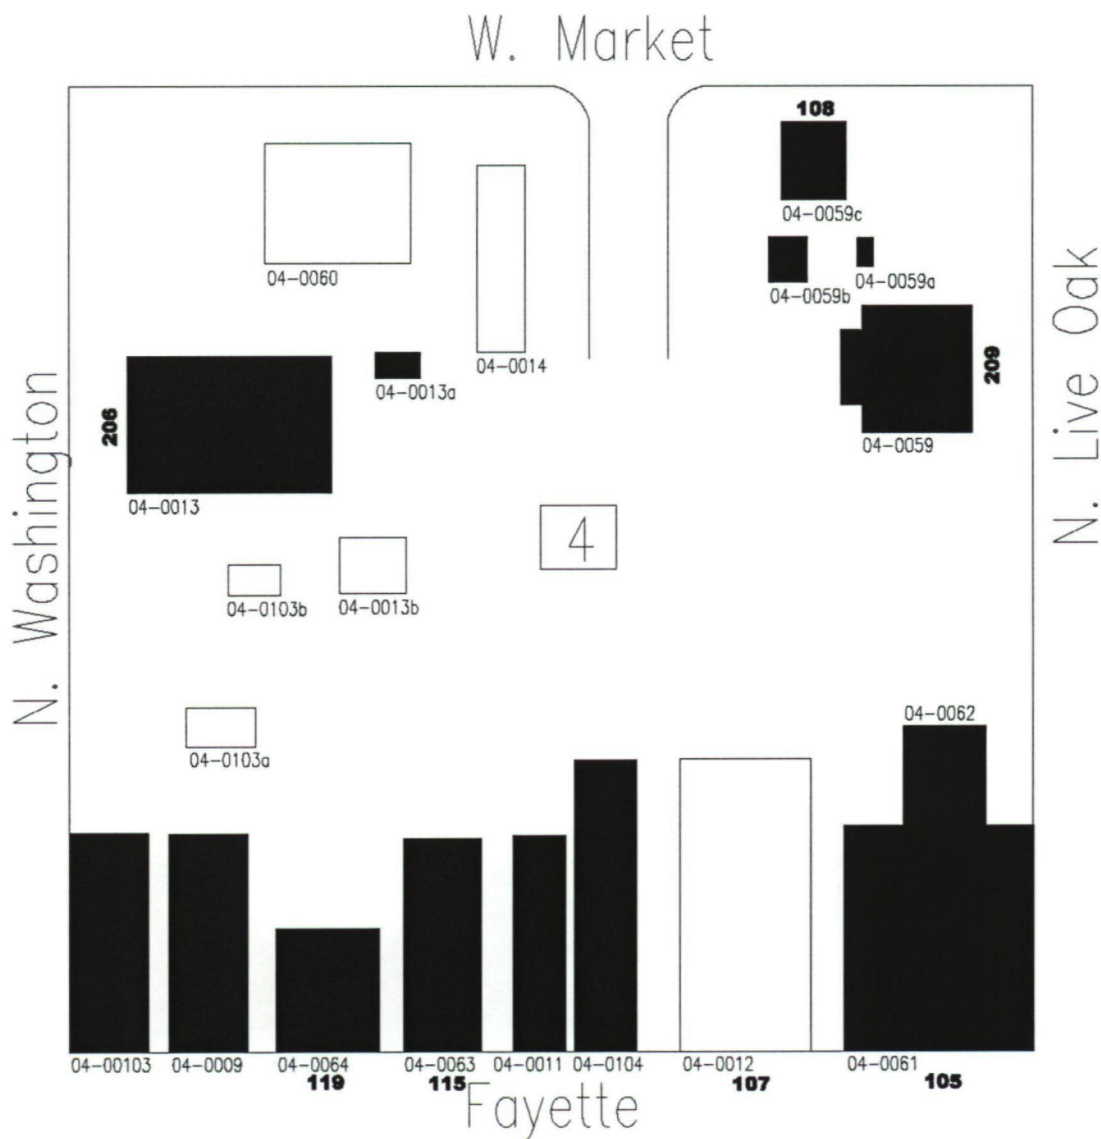 W. Market
108
04-0059c
04-0060
04-0059b
04-0059a
04-0014
04-0013a
206
209
04-0059
04-0013
N. Washington
N. Live Oak
4
04-0103b
04-0013b
04-0062
04-0103a
04-00103
04-0009
04-0064
04-0063
04-0011
04-0104
04-0012
04-0061
119
115
107
105
Fayette